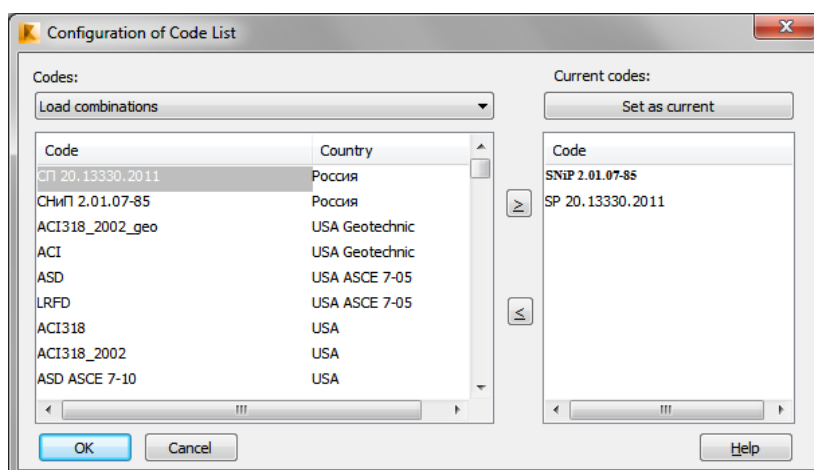 Configuration of Code List
Codes:
Current codes:
Load combinations
Set as current
Code Country
Code
СП 20.13330.2011 Россия
SNiP 2.01.07-85
СНиП 2.01.07-85 Россия
SP 20.13330.2011
ACI318_2002_geo USA Geotechnic
ACI USA Geotechnic
ASD USA ASCE 7-05
LRFD USA ASCE 7-05
ACI318 USA
ACI318_2002 USA
ASD ASCE 7-10 USA
≥
≤
OK
Cancel
Help